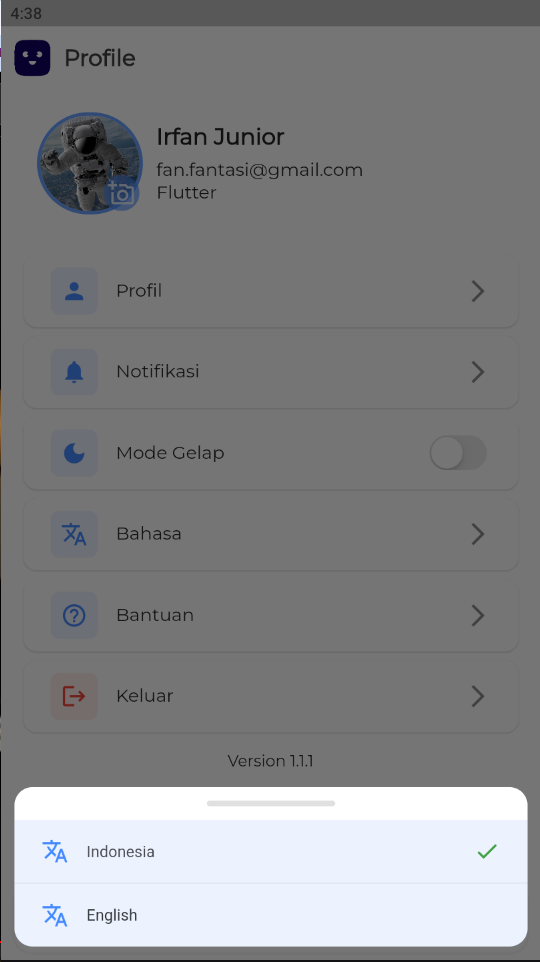 4:38
Profile
Irfan Junior
fan.fantasi@gmail.com
Flutter
Profil
Notifikasi
Mode Gelap
Bahasa
Bantuan
Keluar
Version 1.1.1
Indonesia
English